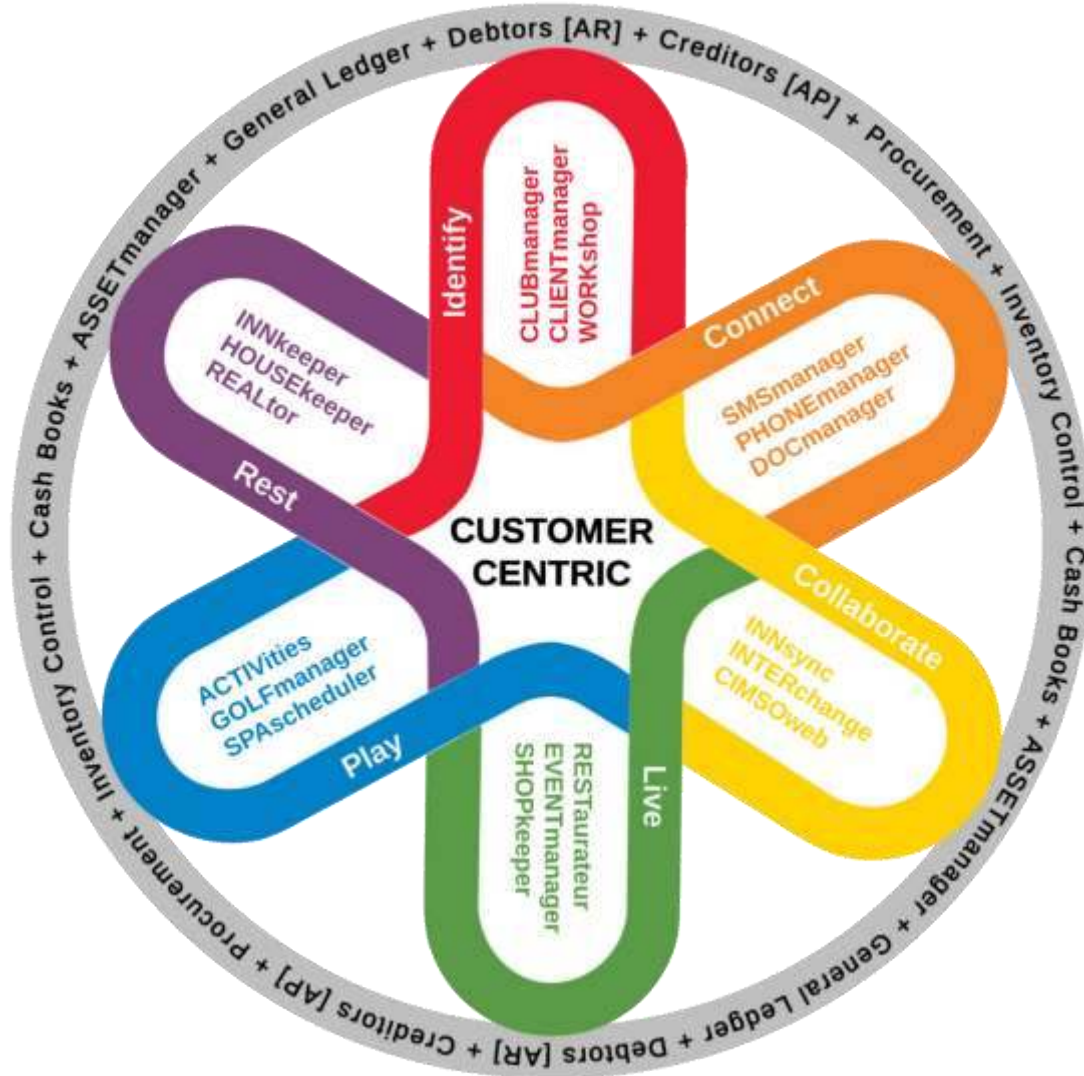 ASSETmanager + General Ledger + Debtors [AR] + Creditors [AP] + Procurement + Inventory Control + Cash Books + ASSETmanager + General Ledger + Debtors [AR] + Creditors [AP] + Procurement + Inventory Control + Cash Books +
Identify
CLUBmanager
CLIENTmanager
WORKshop
Connect
SMSmanager
PHONEmanager
DOCmanager
Collaborate
INNsync
INTERchange
CIMSOweb
Live
RESTaurateur
EVENTmanager
SHOPkeeper
Play
ACTIVities
GOLFmanager
SPAscheduler
Rest
INNkeeper
HOUSEkeeper
REALtor
CUSTOMER
CENTRIC